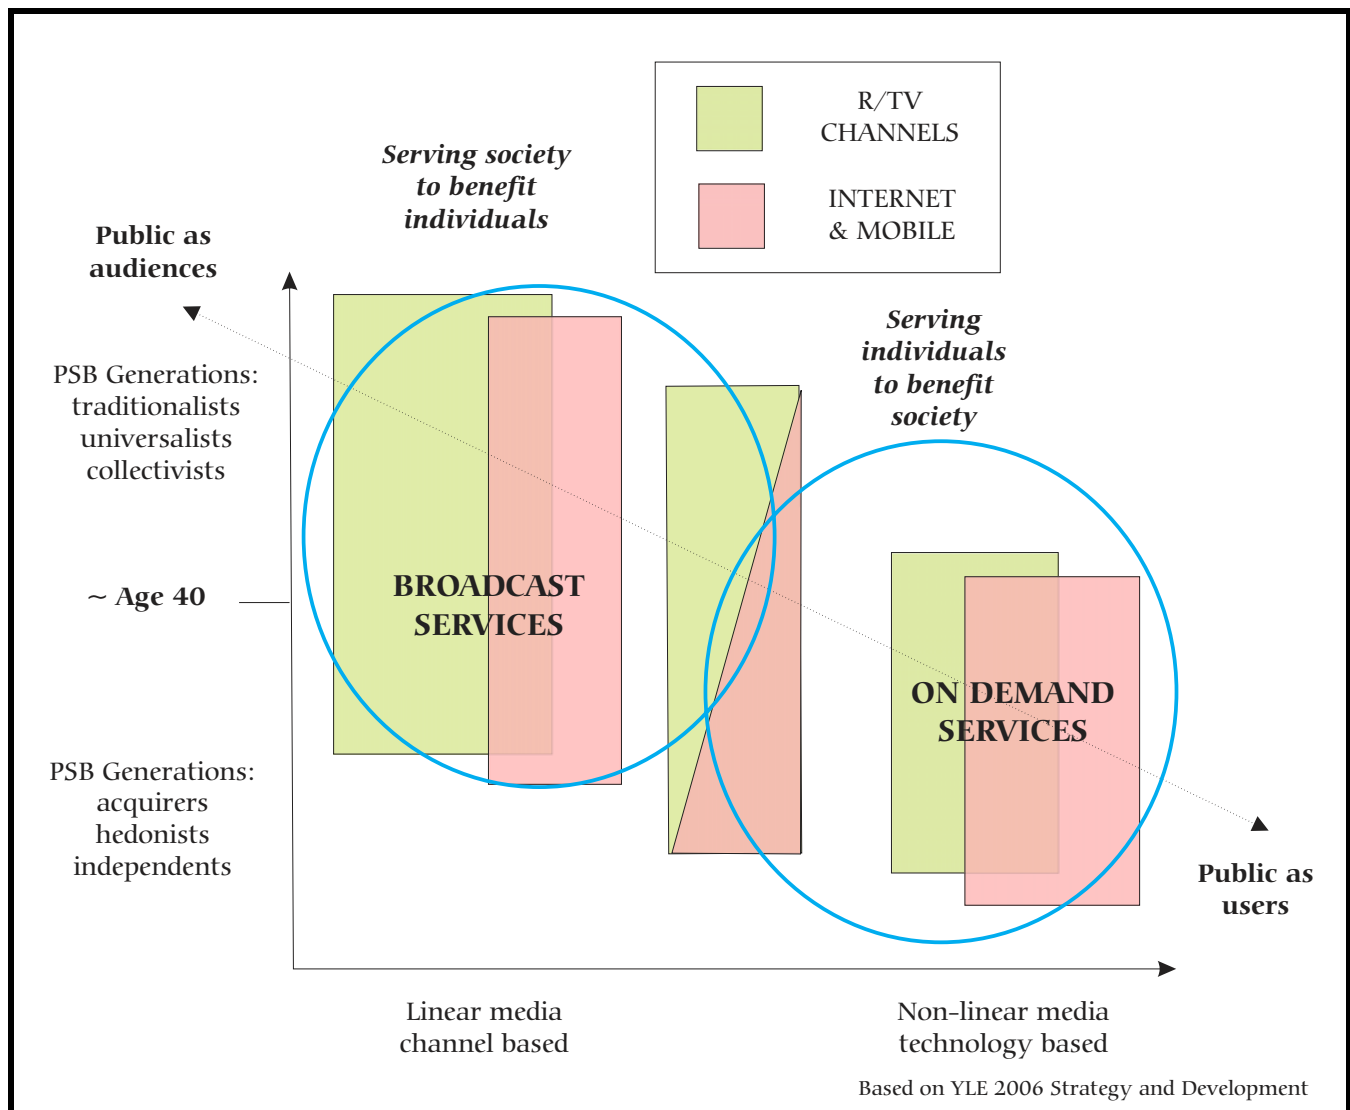 R/TV
CHANNELS
INTERNET
& MOBILE
Serving society
to benefit
individuals
Public as
audiences
Serving
individuals
to benefit
society
PSB Generations:
traditionalists
universalists
collectivists
BROADCAST
SERVICES
~ Age 40
ON DEMAND
SERVICES
PSB Generations:
acquirers
hedonists
independents
Public as
users
Linear media
channel based
Non-linear media
technology based
Based on YLE 2006 Strategy and Development